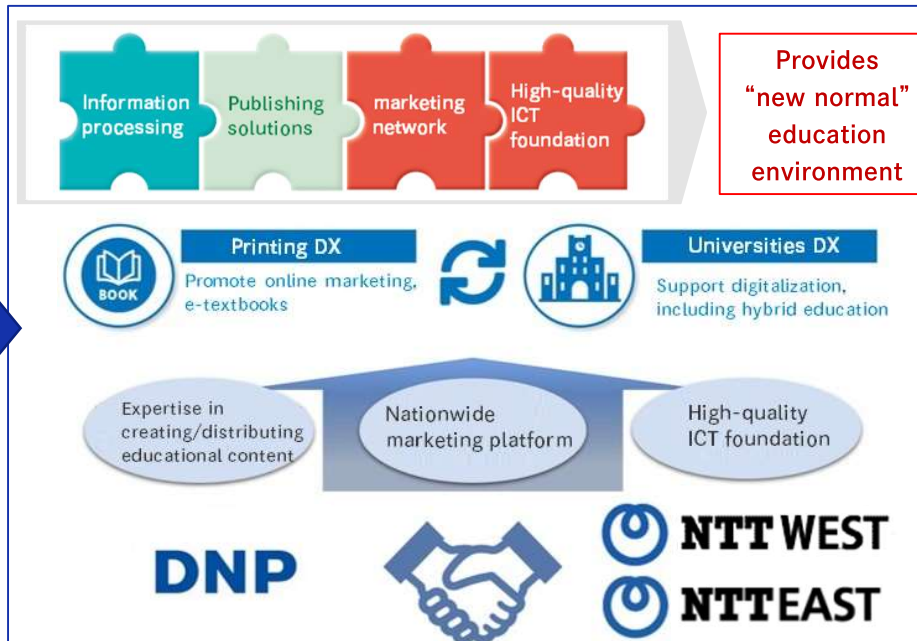 Information
processing
Publishing
solutions
marketing
network
High-quality
ICT
foundation
Provides
“new normal”
education
environment
BOOK
Printing DX
Promote online marketing,
e-textbooks
Universities DX
Support digitalization,
including hybrid education
Expertise in
creating/distributing
educational content
Nationwide
marketing platform
High-quality
ICT foundation
DNP
NTT WEST
NTT EAST